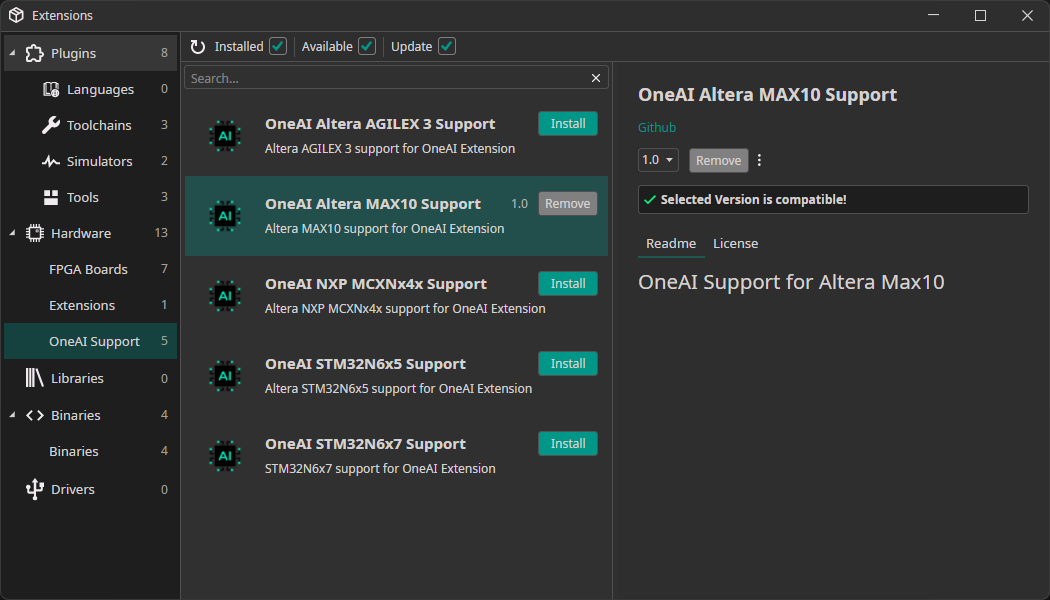 Extensions
Plugins 8
Languages 0
Toolchains 3
Simulators 2
Tools 3
Hardware 13
FPGA Boards 7
Extensions 1
OneAI Support 5
Libraries 0
Binaries 4
Binaries 4
Drivers 0
Installed Available Update
Search...
AI
OneAI Altera AGILEX 3 Support
Install
Altera AGILEX 3 support for OneAI Extension
AI
OneAI Altera MAX10 Support
1.0 Remove
Altera MAX10 support for OneAI Extension
AI
OneAI NXP MCXNx4x Support
Install
Altera NXP MCXNx4x support for OneAI Extension
AI
OneAI STM32N6x5 Support
Install
Altera STM32N6x5 support for OneAI Extension
AI
OneAI STM32N6x7 Support
Install
STM32N6x7 support for OneAI Extension
OneAI Altera MAX10 Support
Github
1.0 Remove
Selected Version is compatible!
Readme License
OneAI Support for Altera Max10